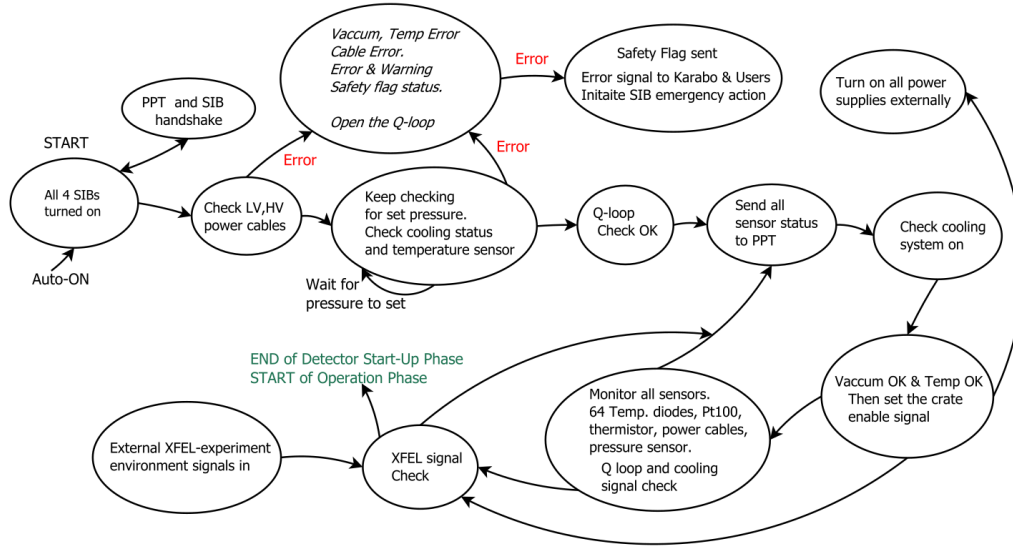 Vaccum, Temp Error
Cable Error.
Error & Warning
Safety flag status.
Open the Q-loop
Error
Safety Flag sent
Error signal to Karabo & Users
Initaite SIB emergency action
Turn on all power
supplies externally
PPT and SIB
handshake
START
All 4 SIBs
turned on
Auto-ON
Error
Check LV,HV
power cables
Error
Keep checking
for set pressure.
Check cooling status
and temperature sensor
Wait for
pressure to set
Q-loop
Check OK
Send all
sensor status
to PPT
Check cooling
system on
END of Detector Start-Up Phase
START of Operation Phase
External XFEL-experiment
environment signals in
XFEL signal
Check
Monitor all sensors.
64 Temp. diodes, Pt100,
thermistor, power cables,
pressure sensor.
Q loop and cooling
signal check
Vaccum OK & Temp OK
Then set the crate
enable signal